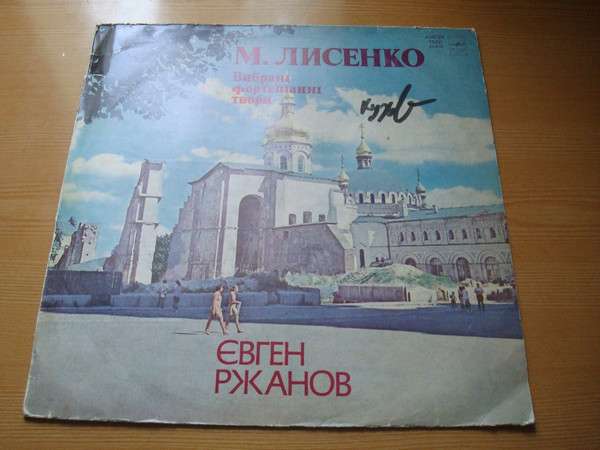 М. ЛИСЕНКО
Вибрані
фортепіанні
твори
ЄВГЕН
РЖАНОВ